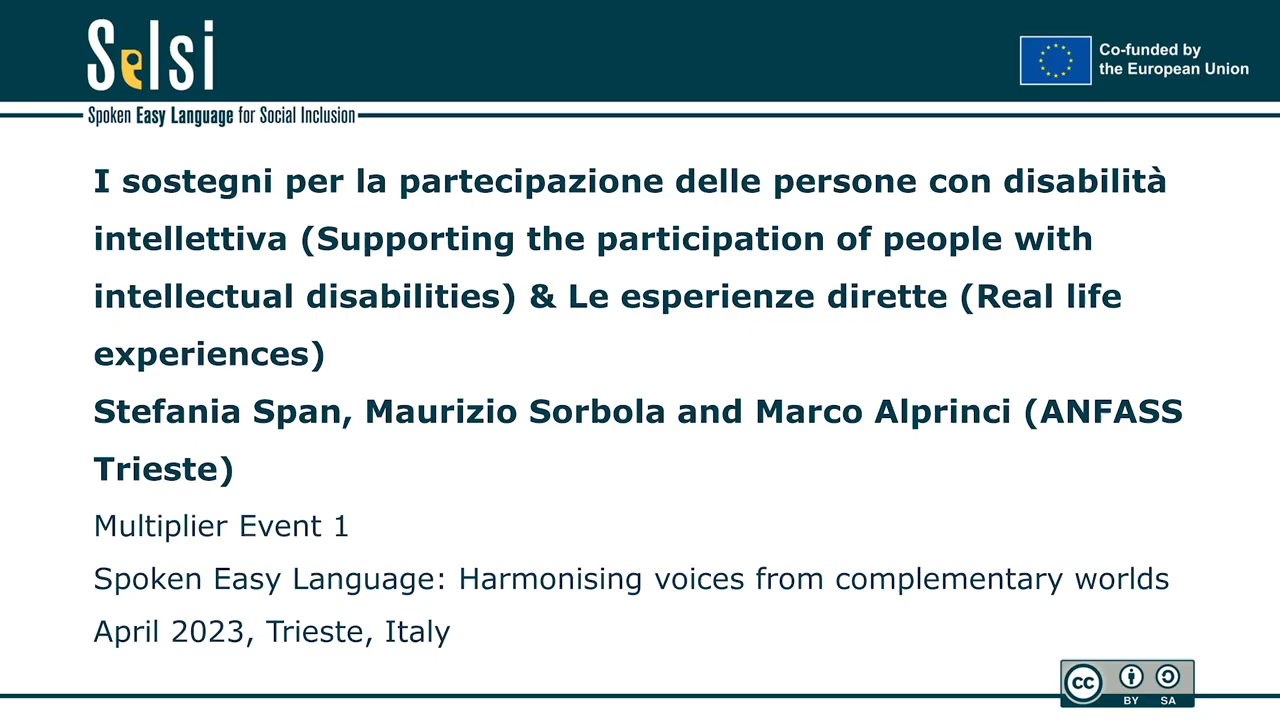 Selsi
Spoken Easy Language for Social Inclusion
Co-funded by
the European Union
I sostegni per la partecipazione delle persone con disabilità
intellettiva (Supporting the participation of people with
intellectual disabilities) & Le esperienze dirette (Real life
experiences)
Stefania Span, Maurizio Sorbola and Marco Alprinci (ANFASS
Trieste)
Multiplier Event 1
Spoken Easy Language: Harmonising voices from complementary worlds
April 2023, Trieste, Italy
cc
BY SA